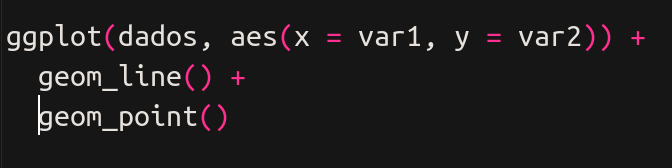 ggplot(dados, aes(x = var1, y = var2)) +
  geom_line() +
  geom_point()